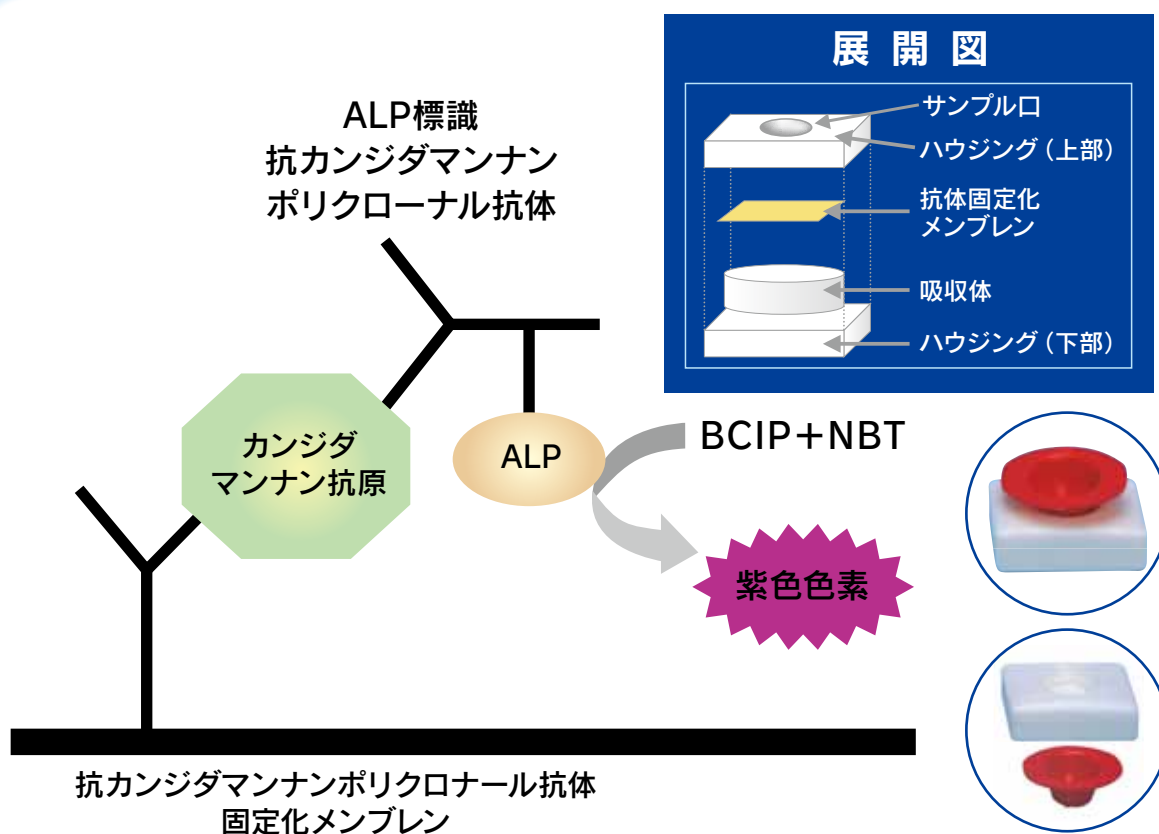 展開図
サンプル口
ハウジング(上部)
抗体固定化
メンブレン
吸収体
ハウジング(下部)
ALP標識
抗カンジダマンナン
ポリクローナル抗体
カンジダ
マンナン抗原
ALP
BCIP+NBT
紫色色素
抗カンジダマンナンポリクロナール抗体
固定化メンブレン